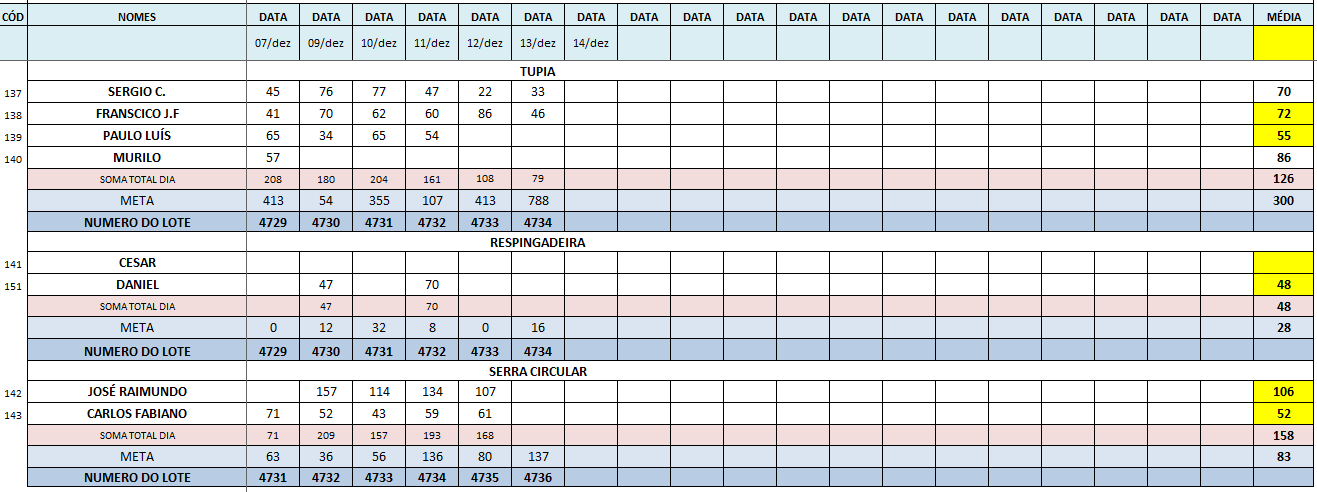 CÓD NOMES DATA DATA DATA DATA DATA DATA DATA DATA DATA DATA DATA DATA DATA DATA DATA DATA DATA DATA DATA MÉDIA
07/dez 09/dez 10/dez 11/dez 12/dez 13/dez 14/dez
TUPIA
137 SERGIO C. 45 76 77 47 22 33 70
138 FRANSCICO J.F 41 70 62 60 86 46 72
139 PAULO LUÍS 65 34 65 54 55
140 MURILO 57 86
SOMA TOTAL DIA 208 180 204 161 108 79 126
META 413 54 355 107 413 788 300
NUMERO DO LOTE 4729 4730 4731 4732 4733 4734
RESPINGADEIRA
141 CESAR
151 DANIEL 47 70 48
SOMA TOTAL DIA 47 70 48
META 0 12 32 8 0 16 28
NUMERO DO LOTE 4729 4730 4731 4732 4733 4734
SERRA CIRCULAR
142 JOSÉ RAIMUNDO 157 114 134 107 106
143 CARLOS FABIANO 71 52 43 59 61 52
SOMA TOTAL DIA 71 209 157 193 168 158
META 63 36 56 136 80 137 83
NUMERO DO LOTE 4731 4732 4733 4734 4735 4736